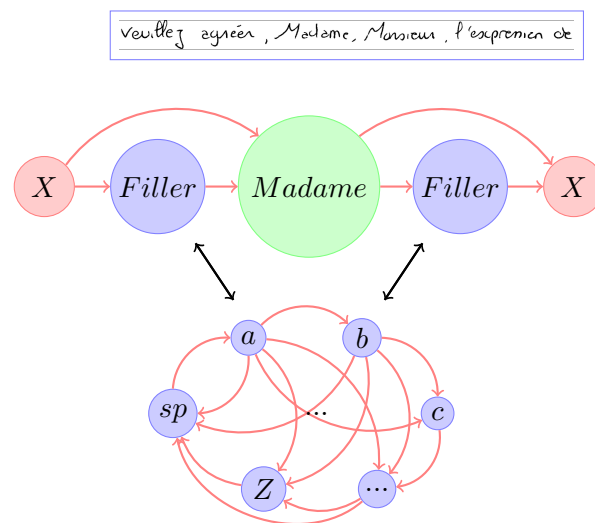 veuillez agréer, Madame, Monsieur, l'expression de
X Filler Madame Filler X
a b
sp ... c
Z ...